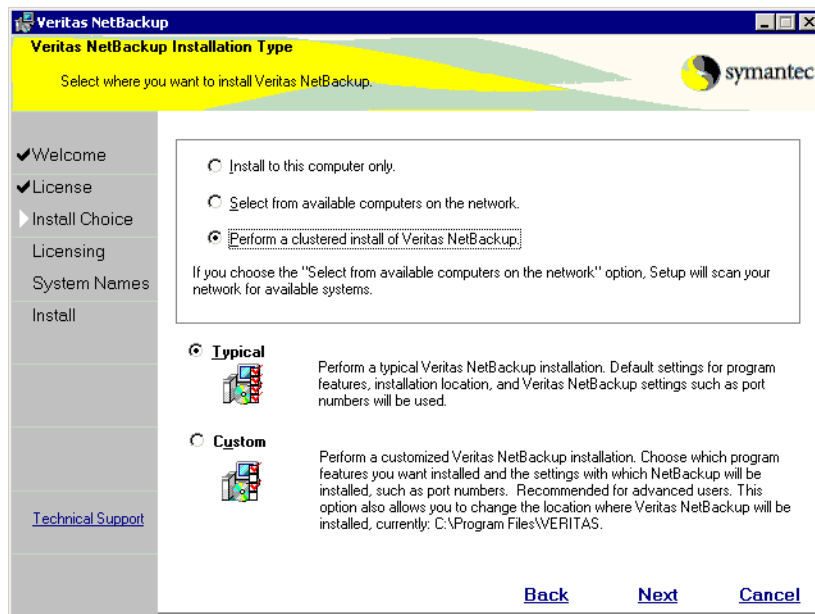 Veritas NetBackup
Veritas NetBackup Installation Type
Select where you want to install Veritas NetBackup.
symantec
Welcome
License
Install Choice
Licensing
System Names
Install
Technical Support
Install to this computer only.
Select from available computers on the network.
Perform a clustered install of Veritas NetBackup.
If you choose the "Select from available computers on the network" option, Setup will scan your
network for available systems.
Typical
Perform a typical Veritas NetBackup installation. Default settings for program
features, installation location, and Veritas NetBackup settings such as port
numbers will be used.
Custom
Perform a customized Veritas NetBackup installation. Choose which program
features you want installed and the settings with which NetBackup will be
installed, such as port numbers.  Recommended for advanced users. This
option also allows you to change the location where Veritas NetBackup will be
installed, currently: C:\Program Files\VERITAS.
Back Next Cancel